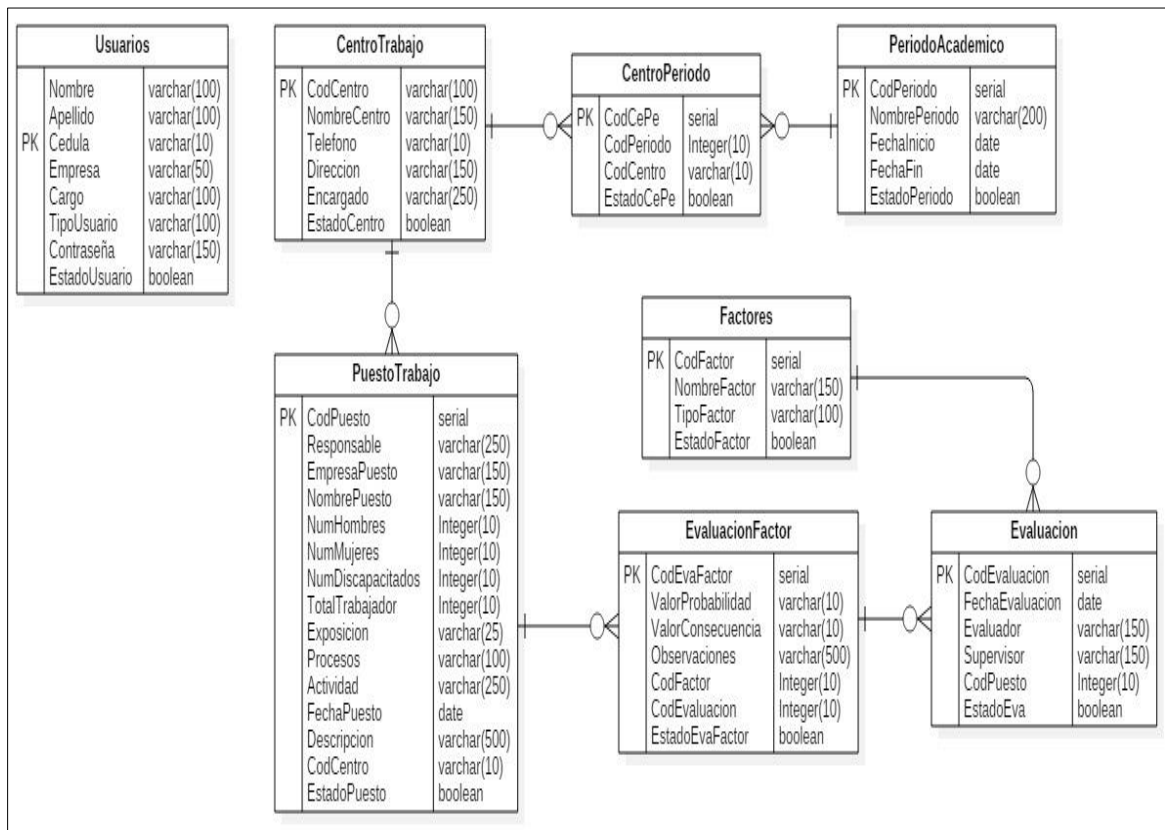 Usuarios
Nombre varchar(100)
Apellido varchar(100)
PK Cedula varchar(10)
Empresa varchar(50)
Cargo varchar(100)
TipoUsuario varchar(100)
Contraseña varchar(150)
EstadoUsuario boolean
CentroTrabajo
PK CodCentro varchar(100)
NombreCentro varchar(150)
Telefono varchar(10)
Direccion varchar(150)
Encargado varchar(250)
EstadoCentro boolean
CentroPeriodo
PK CodCePe serial
CodPeriodo Integer(10)
CodCentro varchar(10)
EstadoCePe boolean
PeriodoAcademico
PK CodPeriodo serial
NombrePeriodo varchar(200)
FechaInicio date
FechaFin date
EstadoPeriodo boolean
PuestoTrabajo
PK CodPuesto serial
Responsable varchar(250)
EmpresaPuesto varchar(150)
NombrePuesto varchar(150)
NumHombres Integer(10)
NumMujeres Integer(10)
NumDiscapacitados Integer(10)
TotalTrabajador Integer(10)
Exposicion varchar(25)
Procesos varchar(100)
Actividad varchar(250)
FechaPuesto date
Descripcion varchar(500)
CodCentro varchar(10)
EstadoPuesto boolean
Factores
PK CodFactor serial
NombreFactor varchar(150)
TipoFactor varchar(100)
EstadoFactor boolean
EvaluacionFactor
PK CodEvaFactor serial
ValorProbabilidad varchar(10)
ValorConsecuencia varchar(10)
Observaciones varchar(500)
CodFactor Integer(10)
CodEvaluacion Integer(10)
EstadoEvaFactor boolean
Evaluacion
PK CodEvaluacion serial
FechaEvaluacion date
Evaluador varchar(150)
Supervisor varchar(150)
CodPuesto Integer(10)
EstadoEva boolean